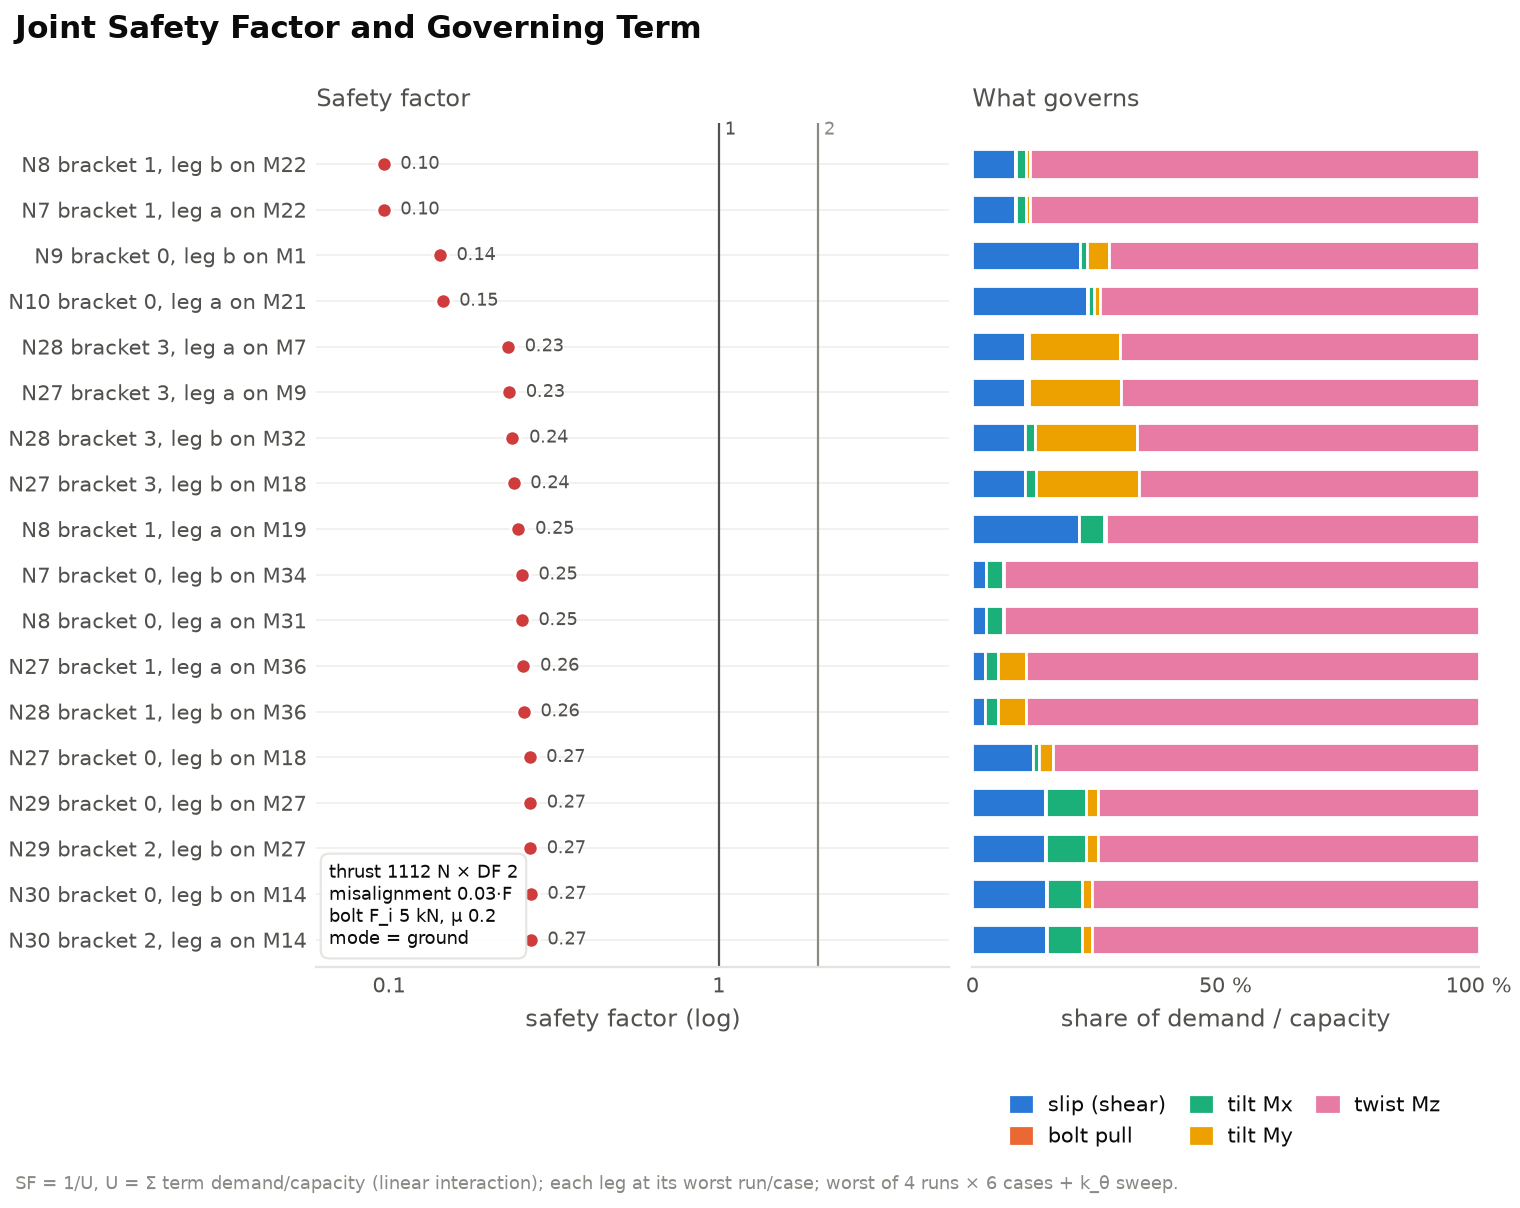 Joint Safety Factor and Governing Term
Safety factor
What governs
1
2
N8 bracket 1, leg b on M22
0.10
N7 bracket 1, leg a on M22
0.10
N9 bracket 0, leg b on M1
0.14
N10 bracket 0, leg a on M21
0.15
N28 bracket 3, leg a on M7
0.23
N27 bracket 3, leg a on M9
0.23
N28 bracket 3, leg b on M32
0.24
N27 bracket 3, leg b on M18
0.24
N8 bracket 1, leg a on M19
0.25
N7 bracket 0, leg b on M34
0.25
N8 bracket 0, leg a on M31
0.25
N27 bracket 1, leg a on M36
0.26
N28 bracket 1, leg b on M36
0.26
N27 bracket 0, leg b on M18
0.27
N29 bracket 0, leg b on M27
0.27
N29 bracket 2, leg b on M27
0.27
N30 bracket 0, leg b on M14
0.27
N30 bracket 2, leg a on M14
0.27
thrust 1112 N × DF 2
misalignment 0.03·F
bolt F_i 5 kN, μ 0.2
mode = ground
0.1
1
safety factor (log)
0
50 %
100 %
share of demand / capacity
slip (shear)
tilt Mx
twist Mz
bolt pull
tilt My
SF = 1/U, U = Σ term demand/capacity (linear interaction); each leg at its worst run/case; worst of 4 runs × 6 cases + k_θ sweep.